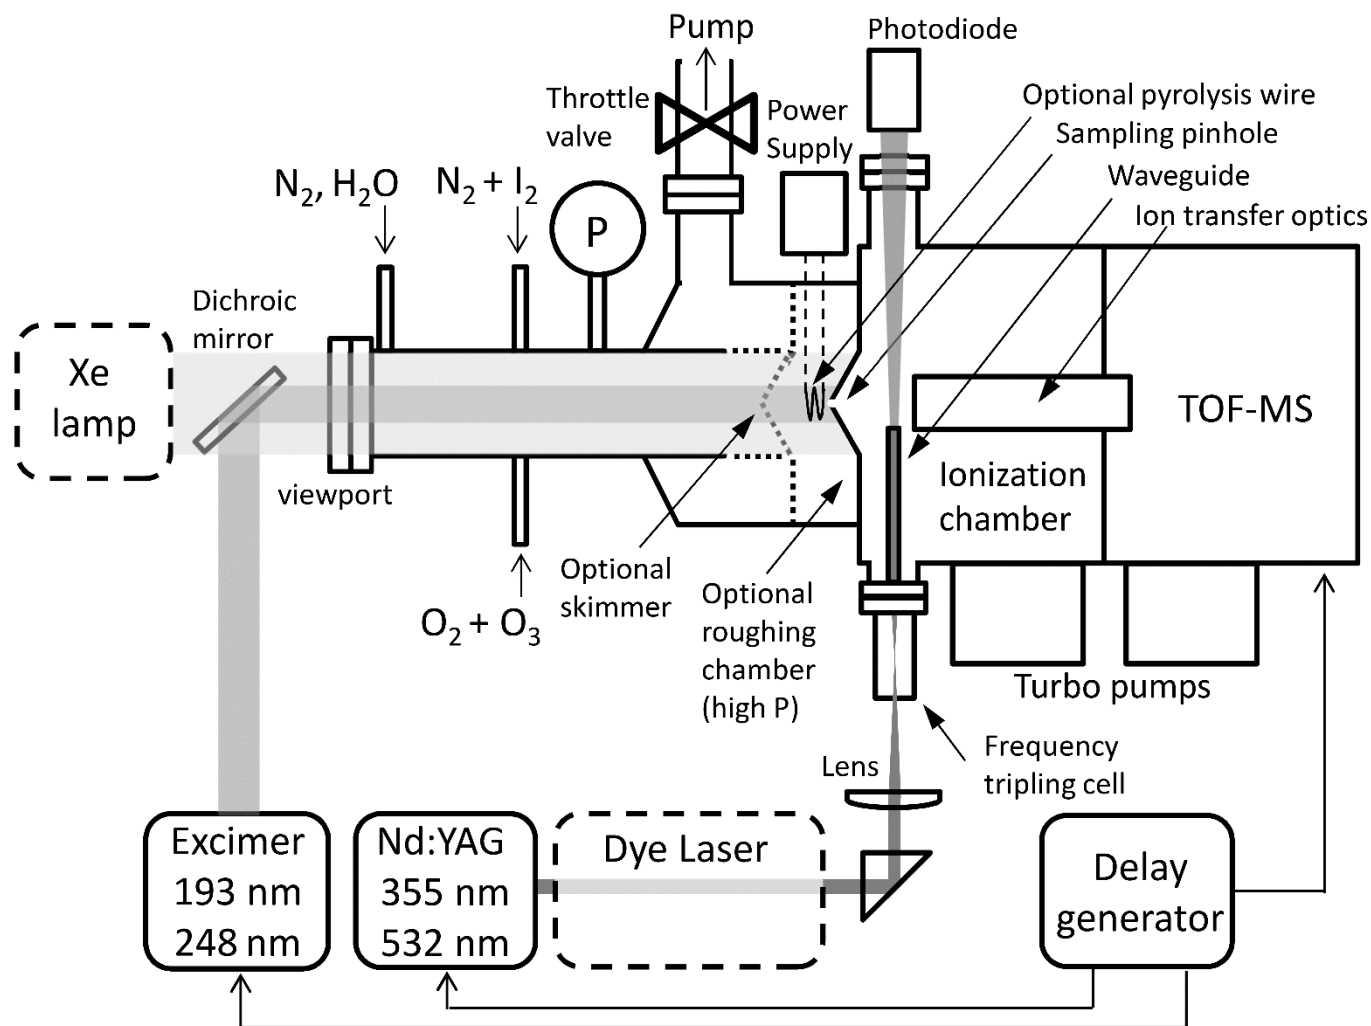 Pump
Photodiode
Throttle
valve
Power
Supply
Optional pyrolysis wire
Sampling pinhole
Waveguide
Ion transfer optics
N₂, H₂O
N₂ + I₂
P
Dichroic
mirror
Xe
lamp
viewport
TOF-MS
Ionization
chamber
Optional
skimmer
Optional
roughing
chamber
(high P)
O₂ + O₃
Turbo pumps
Frequency
tripling cell
Lens
Excimer
193 nm
248 nm
Nd:YAG
355 nm
532 nm
Dye Laser
Delay
generator